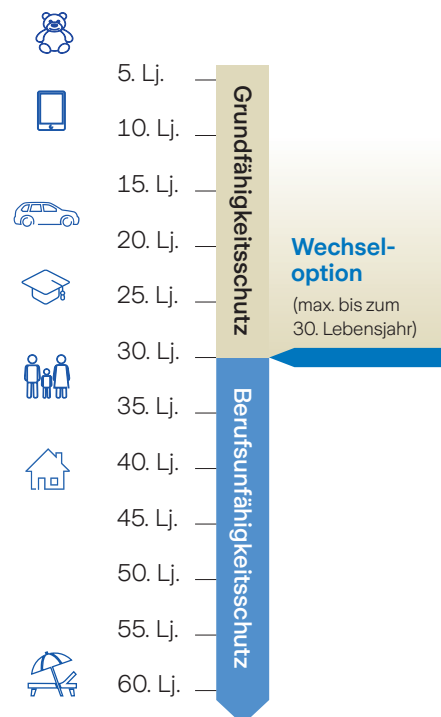 5. Lj.
10. Lj.
15. Lj.
20. Lj.
25. Lj.
30. Lj.
35. Lj.
40. Lj.
45. Lj.
50. Lj.
55. Lj.
60. Lj.
Grundfähigkeitsschutz
Berufsunfähigkeitsschutz
Wechsel-
option
(max. bis zum
30. Lebensjahr)